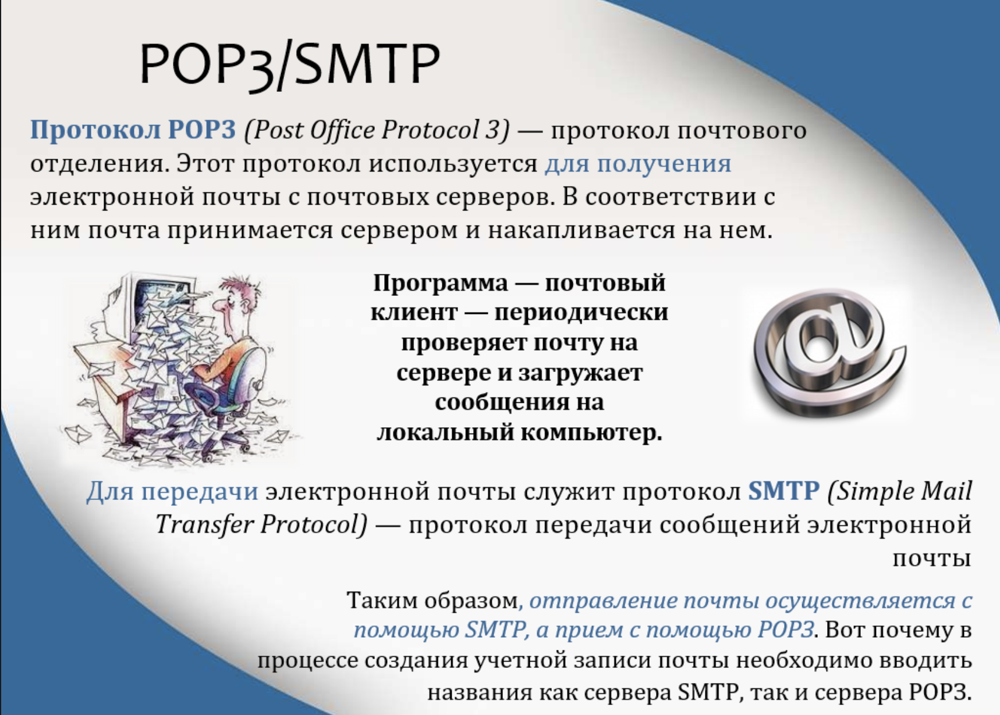 POP3/SMTP
Протокол POP3 (Post Office Protocol 3) — протокол почтового
отделения. Этот протокол используется для получения
электронной почты с почтовых серверов. В соответствии с
ним почта принимается сервером и накапливается на нем.
Программа — почтовый
клиент — периодически
проверяет почту на
сервере и загружает
сообщения на
локальный компьютер.
@
Для передачи электронной почты служит протокол SMTP (Simple Mail
Transfer Protocol) — протокол передачи сообщений электронной
почты
Таким образом, отправление почты осуществляется с
помощью SMTP, а прием с помощью POP3. Вот почему в
процессе создания учетной записи почты необходимо вводить
названия как сервера SMTP, так и сервера POP3.